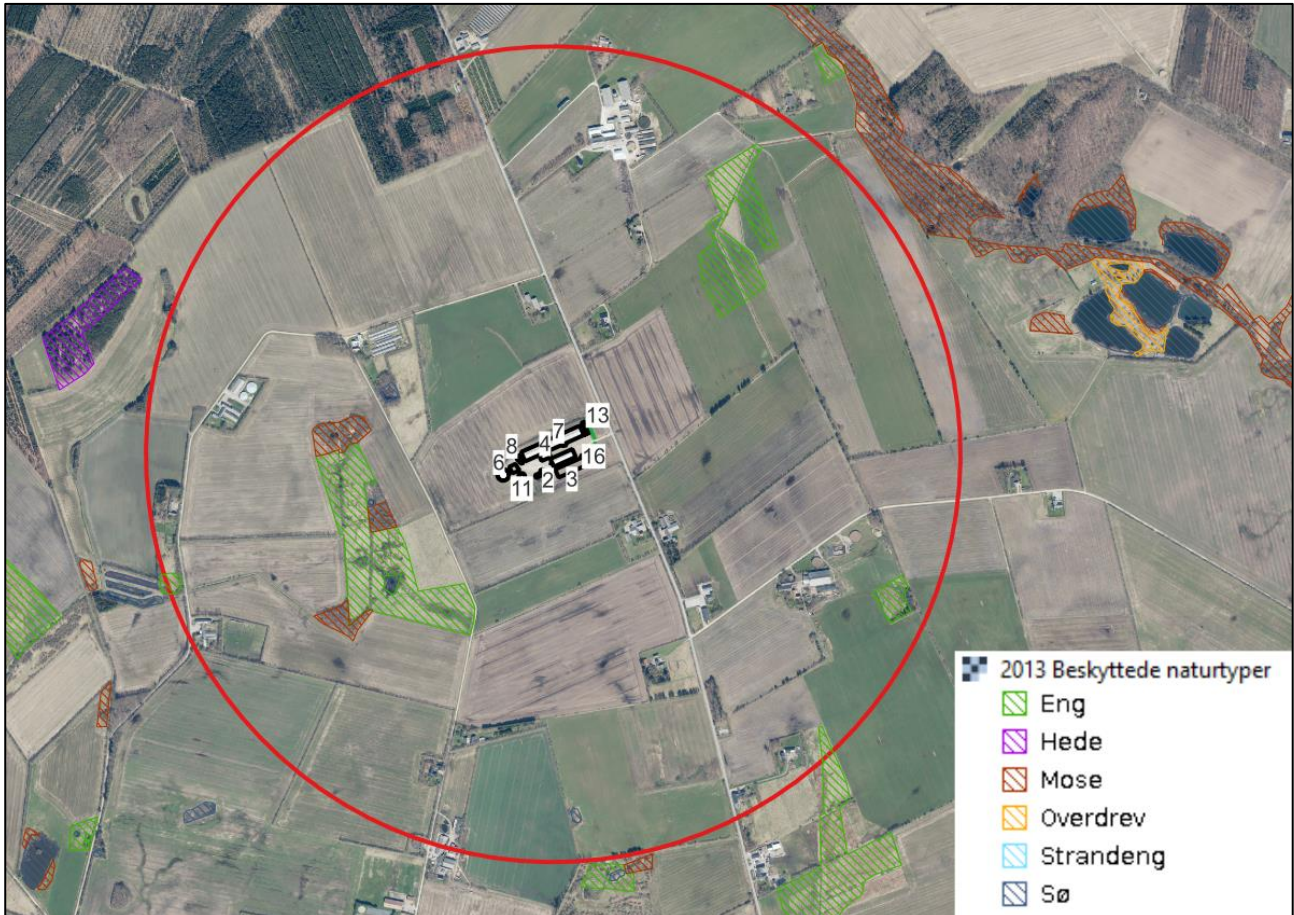 13
7
4
8
16
6
11
2
3
2013 Beskyttede naturtyper
Eng
Hede
Mose
Overdrev
Strandeng
Sø